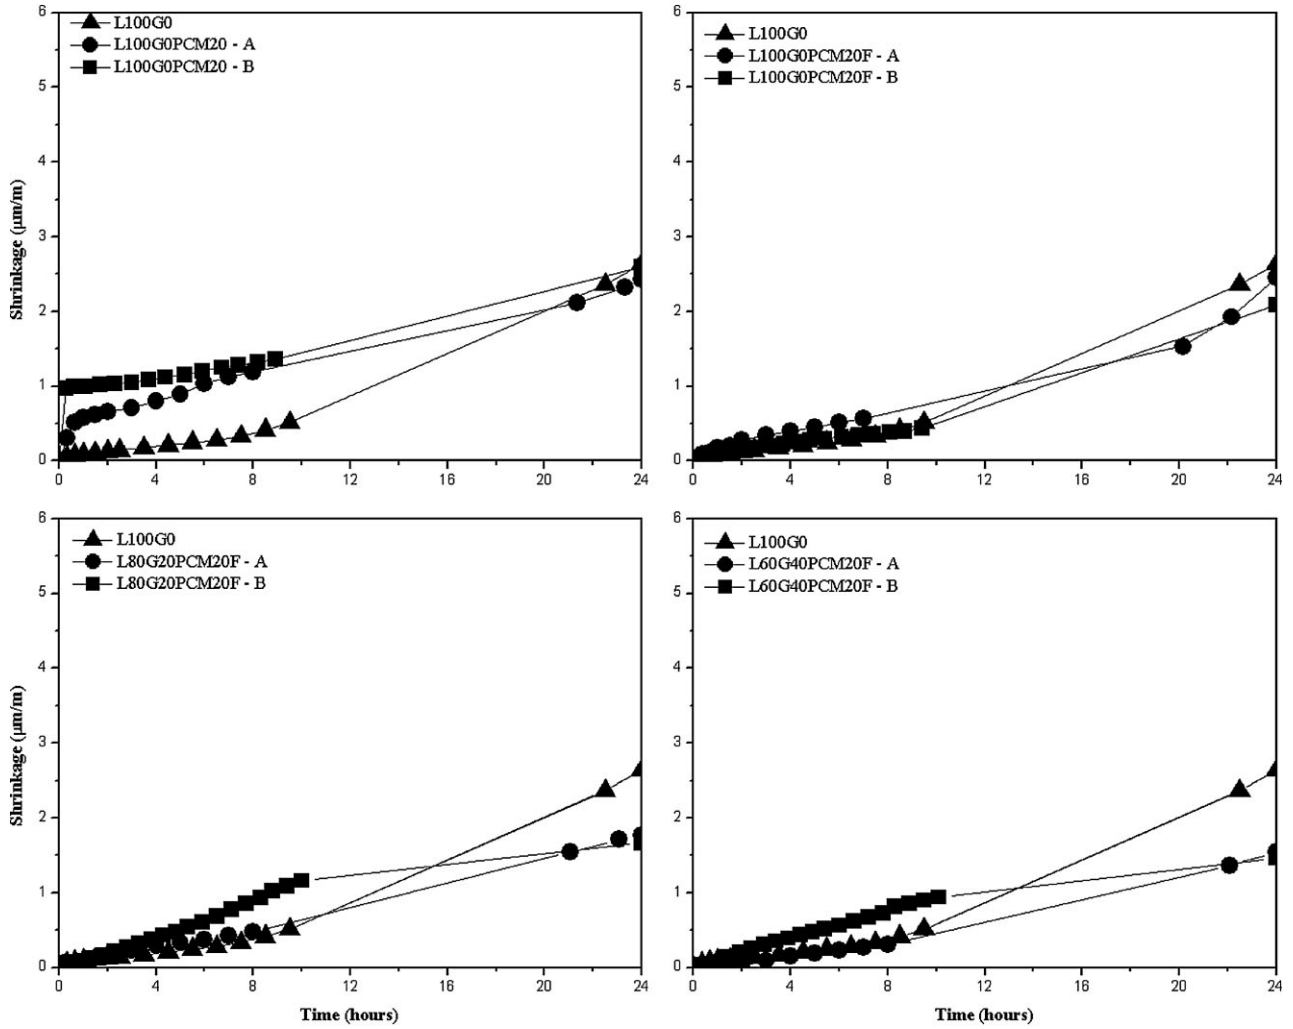 L100G0
L100G0PCM20 - A
L100G0PCM20 - B
Shrinkage (µm/m)
6
5
4
3
2
1
0
0 4 8 12 16 20 24
L100G0
L100G0PCM20F - A
L100G0PCM20F - B
6
5
4
3
2
1
0
0 4 8 12 16 20 24
L100G0
L80G20PCM20F - A
L80G20PCM20F - B
Shrinkage (µm/m)
6
5
4
3
2
1
0
0 4 8 12 16 20 24
Time (hours)
L100G0
L60G40PCM20F - A
L60G40PCM20F - B
6
5
4
3
2
1
0
0 4 8 12 16 20 24
Time (hours)